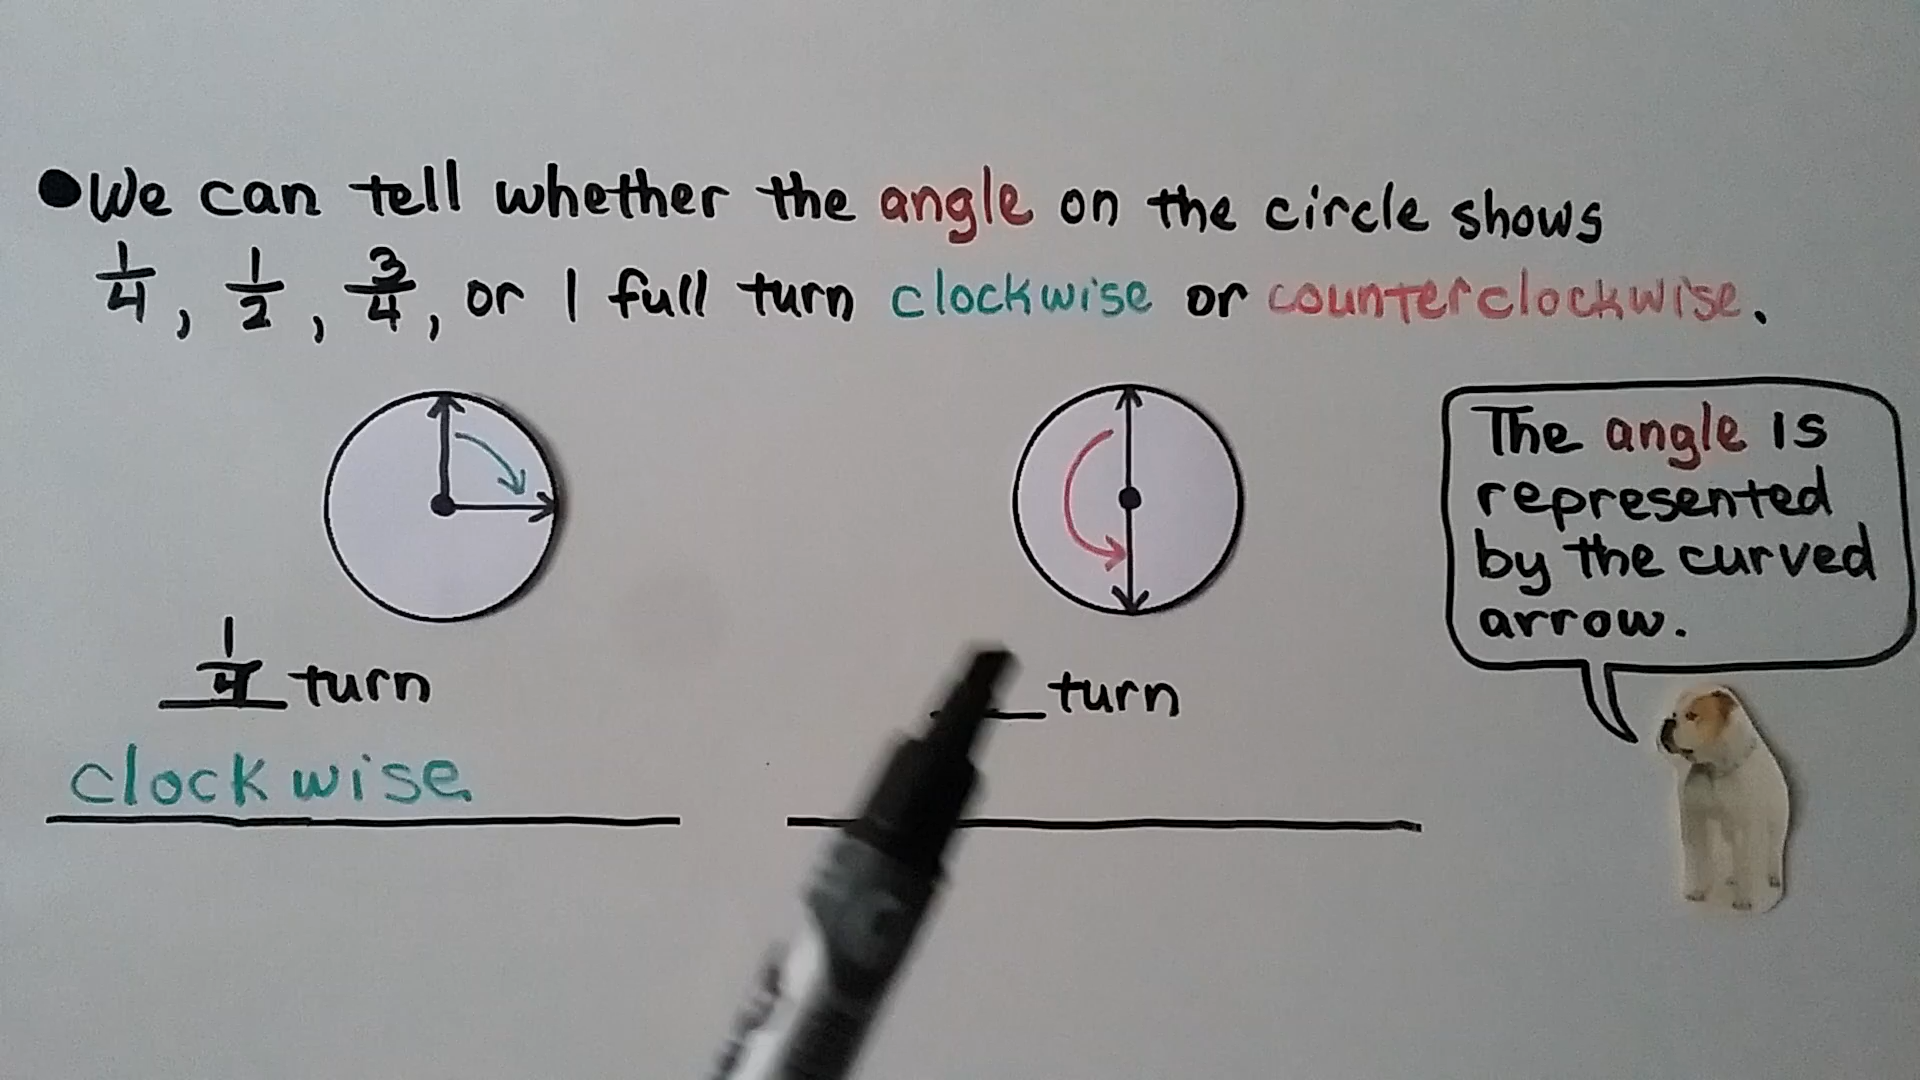 ●We can tell whether the angle on the circle shows
1/4, 1/2, 3/4, or 1 full turn clockwise or counterclockwise.
The angle is
represented
by the curved
arrow.
1/4 turn
clockwise
turn